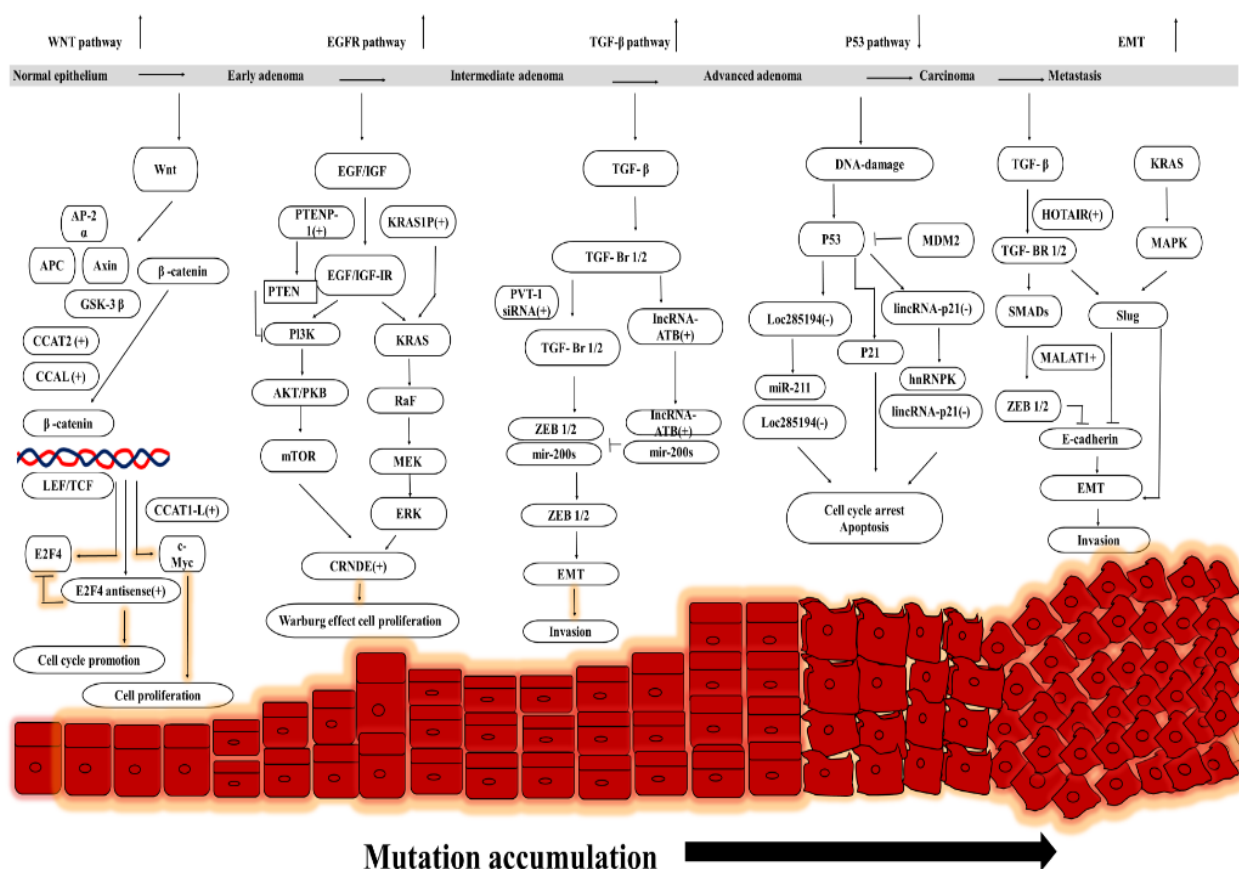 WNT pathway
EGFR pathway
TGF-β pathway
P53 pathway
EMT
Normal epithelium
Early adenoma
Intermediate adenoma
Advanced adenoma
Carcinoma
Metastasis
Wnt
AP-2
α
APC
Axin
β-catenin
GSK-3 β
CCAT2 (+)
CCAL (+)
β-catenin
LEF/TCF
CCAT1-L(+)
E2F4
c-
Myc
E2F4 antisense(+)
Cell cycle promotion
Cell proliferation
EGF/IGF
PTENP-
1(+)
KRAS1P(+)
EGF/IGF-IR
PTEN
PI3K
KRAS
AKT/PKB
RaF
mTOR
MEK
ERK
CRNDE(+)
Warburg effect cell proliferation
TGF- β
TGF- Br 1/2
PVT-1
siRNA(+)
lncRNA-
ATB(+)
TGF- Br 1/2
ZEB 1/2
mir-200s
lncRNA-
ATB(+)
mir-200s
ZEB 1/2
EMT
Invasion
DNA-damage
P53
MDM2
Loc285194(-)
lincRNA-p21(-)
P21
miR-211
hnRNPK
Loc285194(-)
lincRNA-p21(-)
Cell cycle arrest
Apoptosis
TGF- β
KRAS
HOTAIR(+)
TGF- BR 1/2
MAPK
SMADs
Slug
MALAT1+
ZEB 1/2
E-cadherin
EMT
Invasion
Mutation accumulation